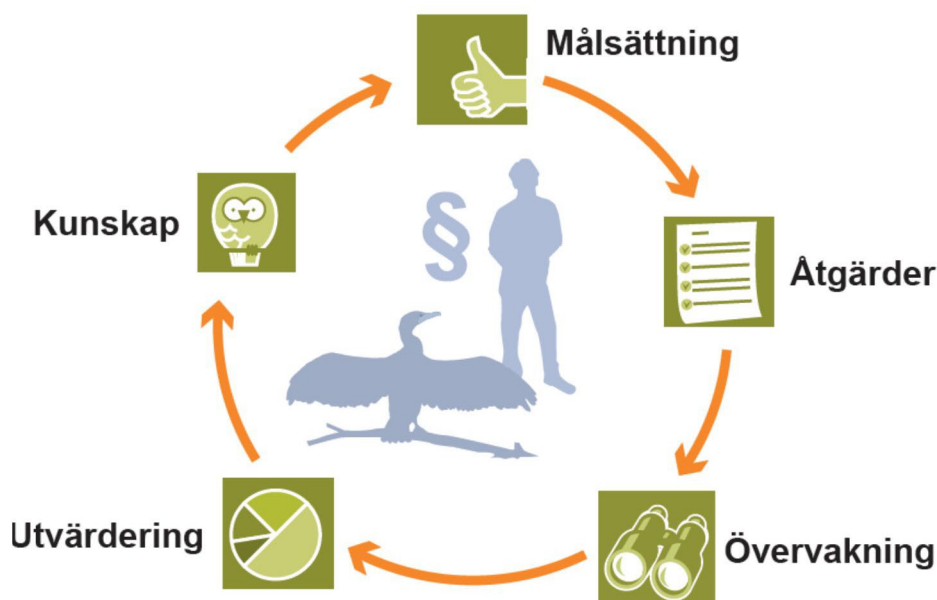 Målsättning
Åtgärder
Övervakning
Utvärdering
Kunskap
§